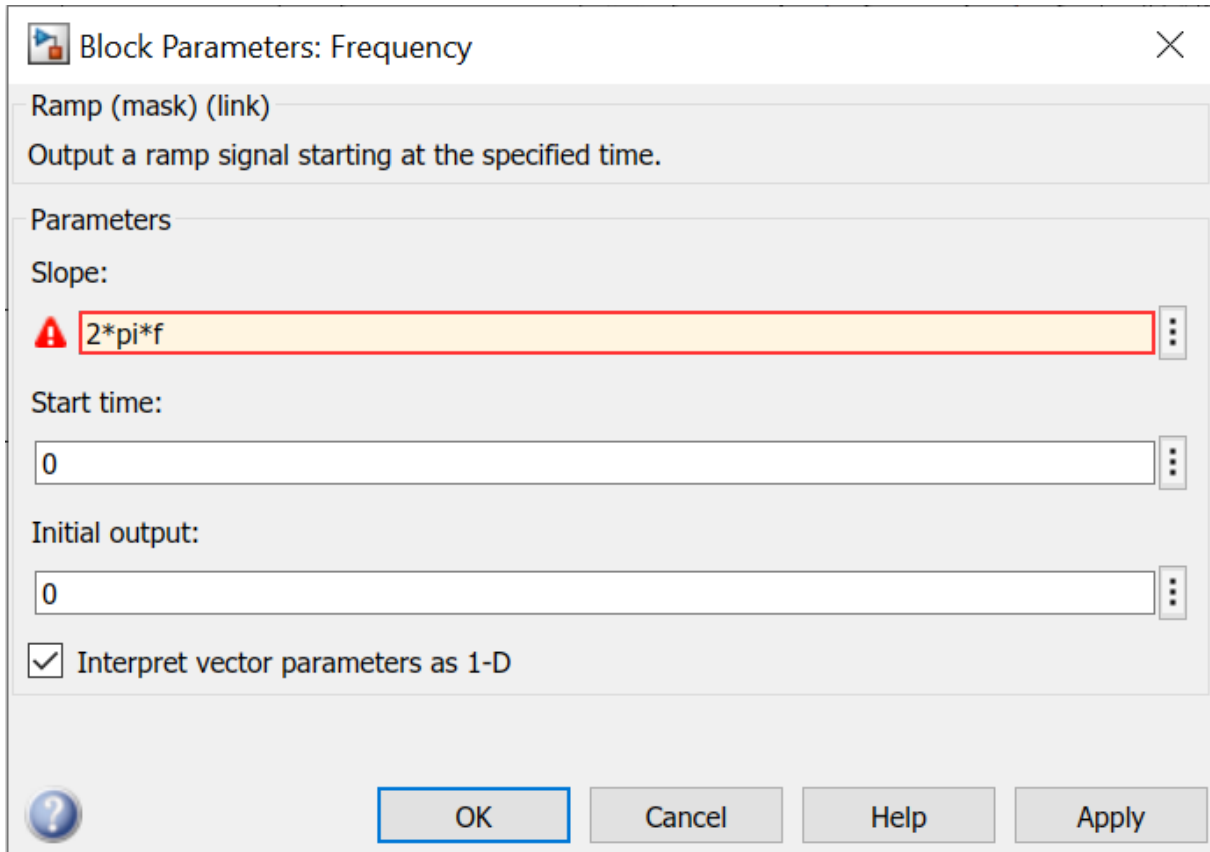 Block Parameters: Frequency
Ramp (mask) (link)
Output a ramp signal starting at the specified time.
Parameters
Slope:
2*pi*f
Start time:
0
Initial output:
0
Interpret vector parameters as 1-D
?
OK Cancel Help Apply